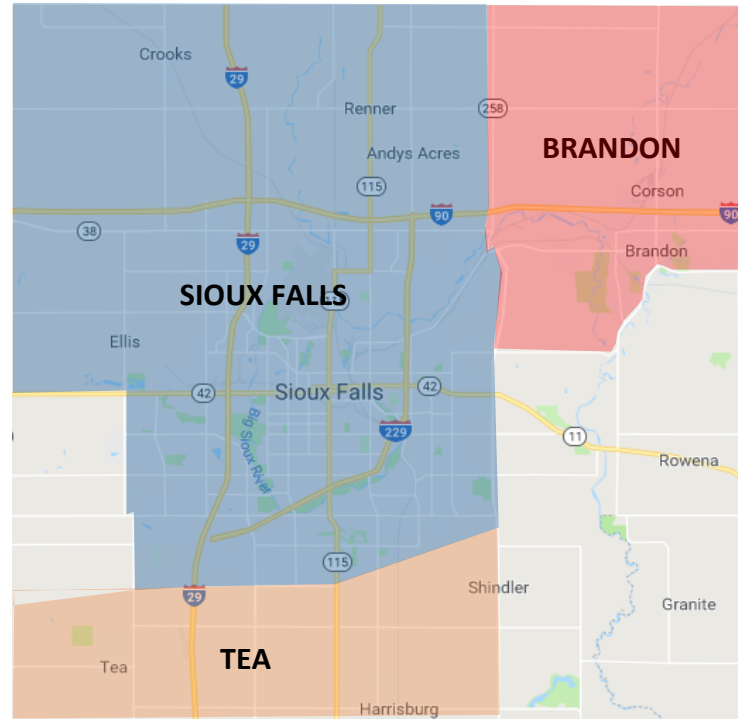 Crooks
29
Renner
258
Andys Acres
BRANDON
115
Corson
90
90
38
29
Brandon
SIOUX FALLS
Ellis
42
Sioux Falls
42
Big Sioux River
229
11
Rowena
115
29
Shindler
Granite
TEA
Tea
Harrisburg